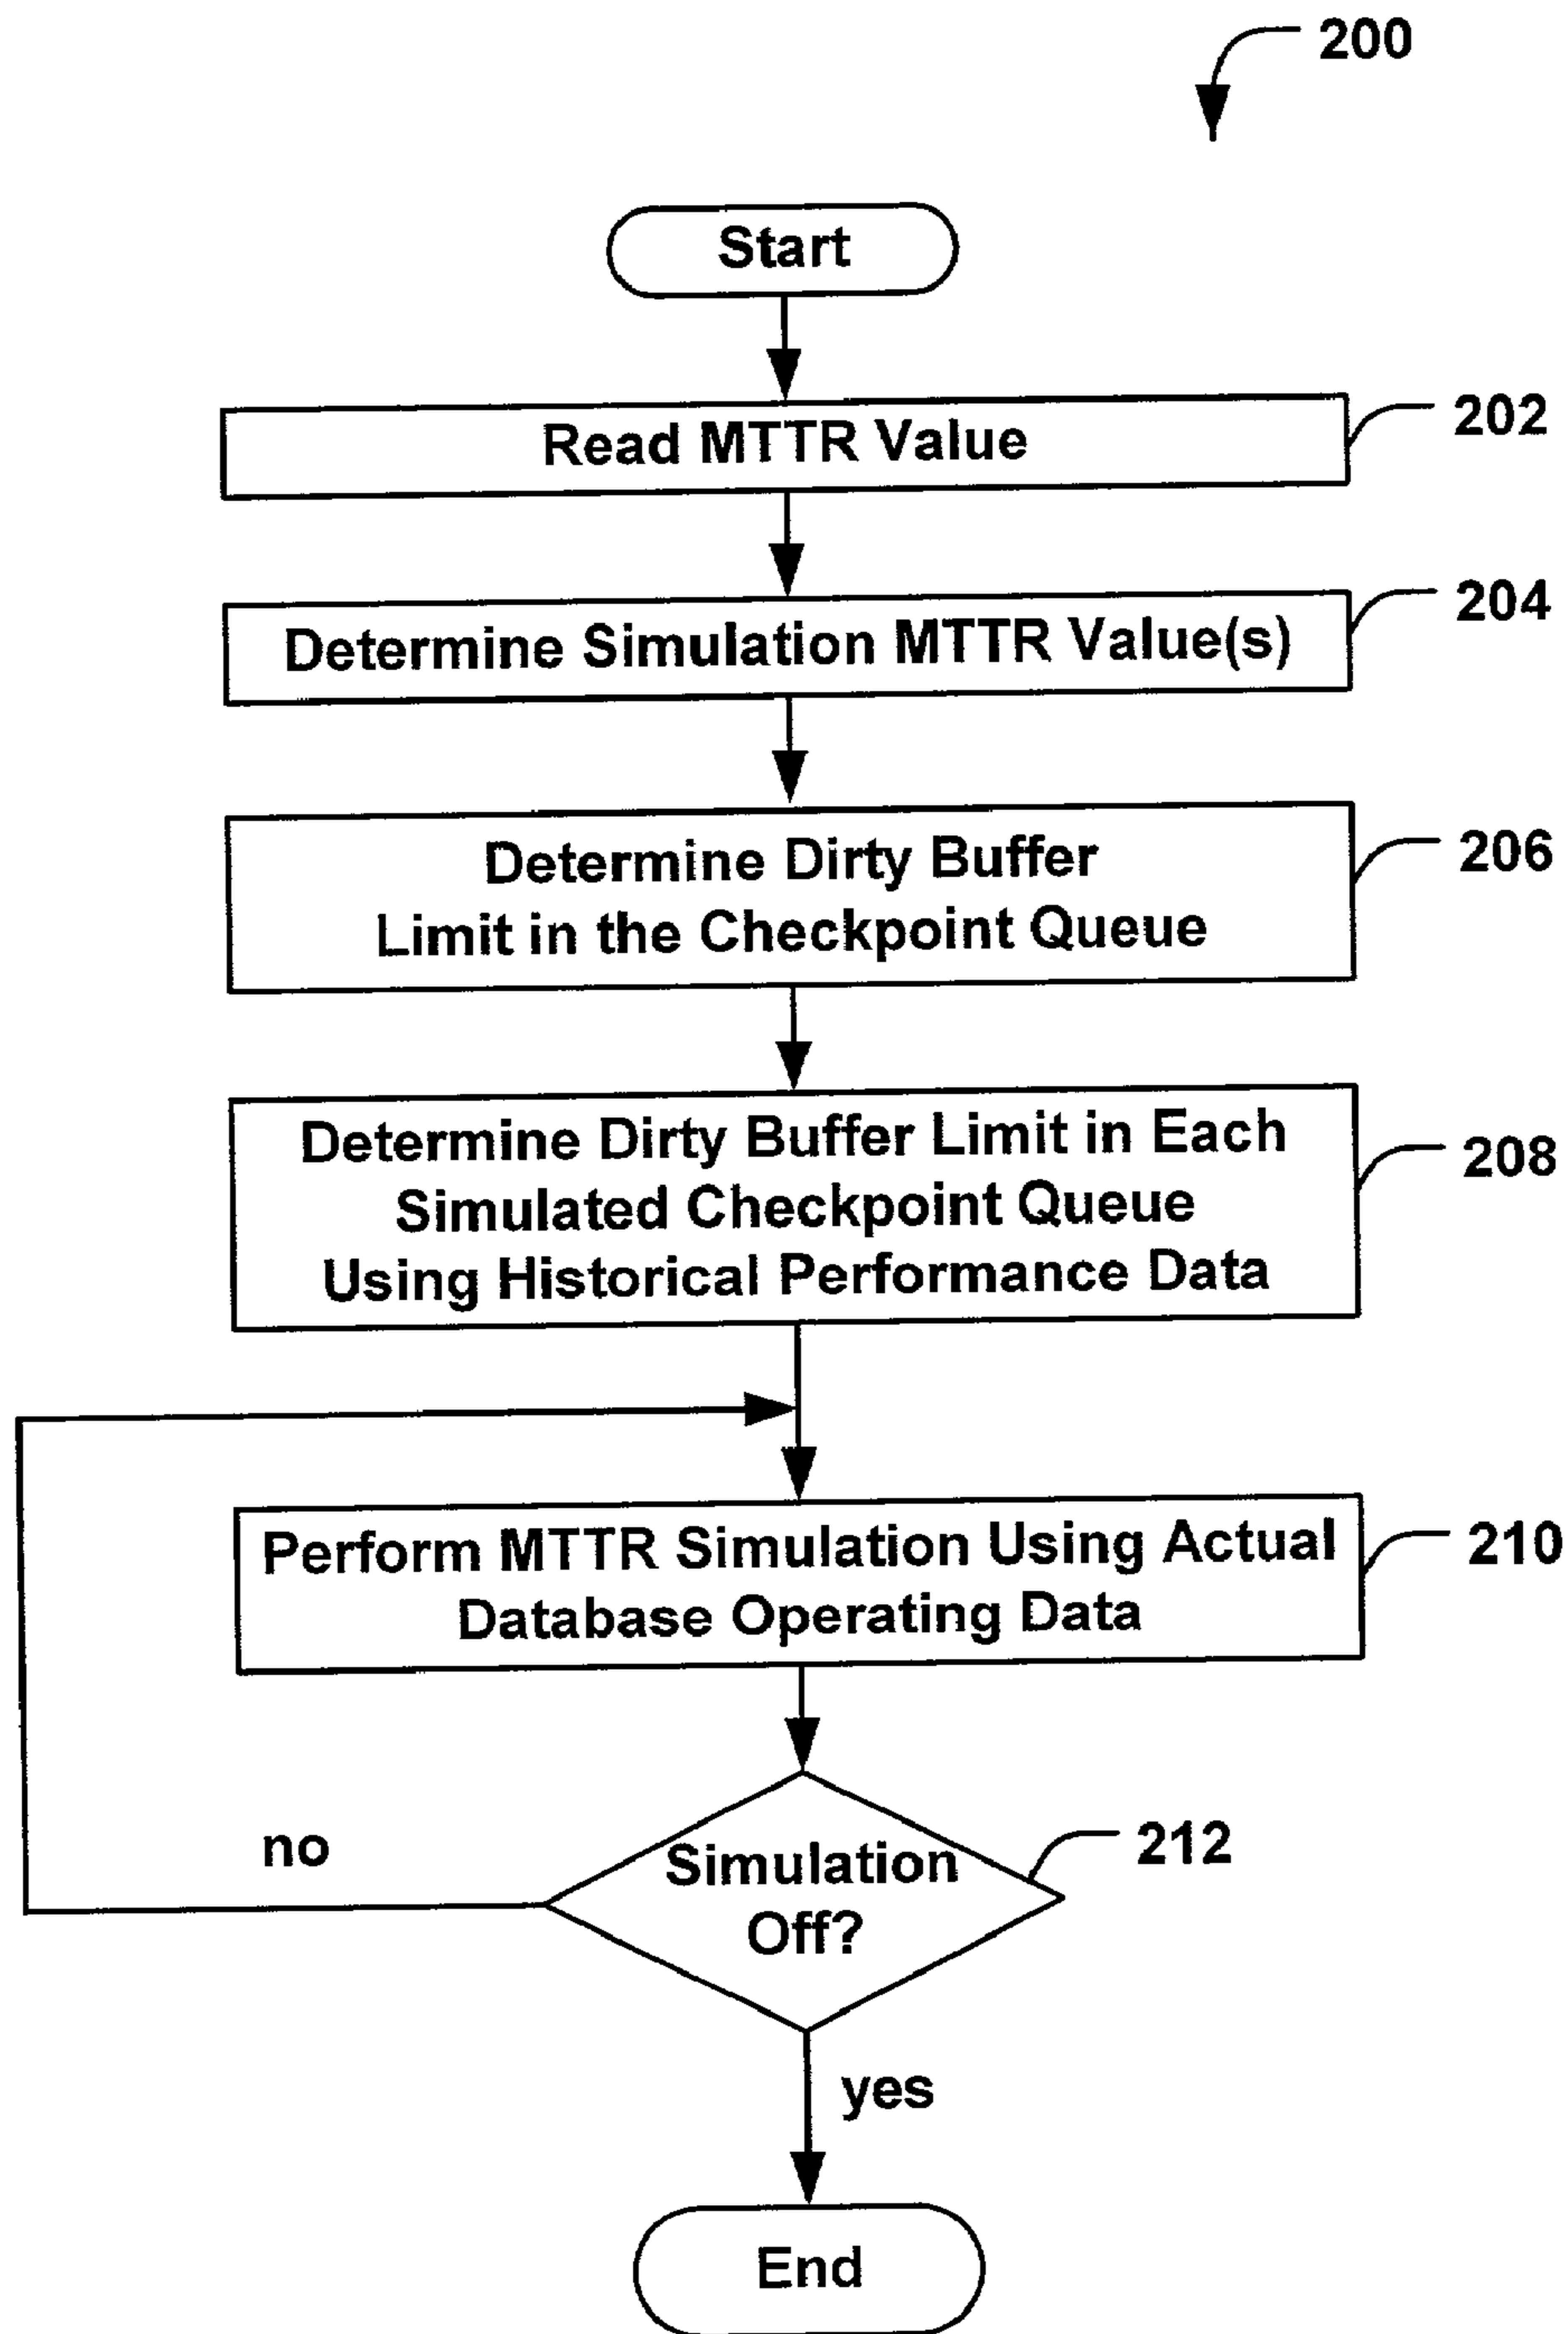 200
Start
Read MTTR Value
202
Determine Simulation MTTR Value(s)
204
Determine Dirty Buffer
Limit in the Checkpoint Queue
206
Determine Dirty Buffer Limit in Each
Simulated Checkpoint Queue
Using Historical Performance Data
208
Perform MTTR Simulation Using Actual
Database Operating Data
210
no
Simulation
Off?
212
yes
End